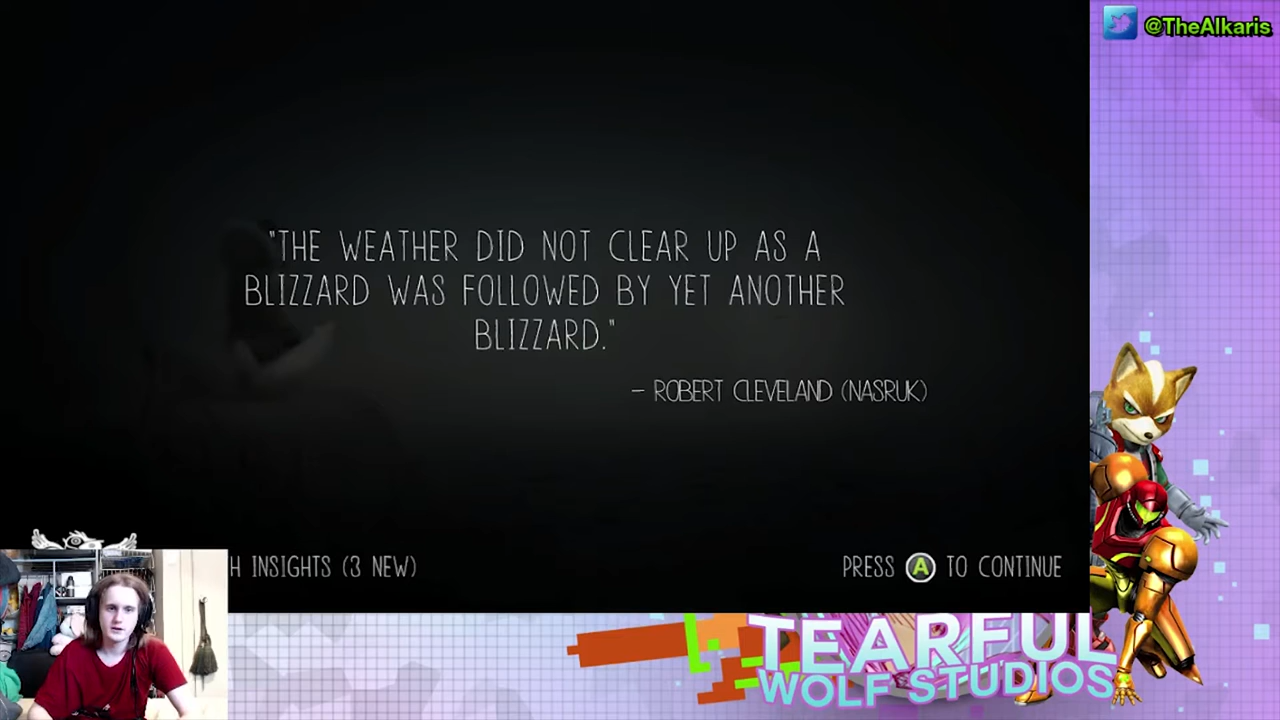 @TheAlkaris
"THE WEATHER DID NOT CLEAR UP AS A
BLIZZARD WAS FOLLOWED BY YET ANOTHER
BLIZZARD."
– ROBERT CLEVELAND (NASRUK)
H INSIGHTS (3 NEW)
PRESS A TO CONTINUE
TEARFUL
WOLF STUDIOS